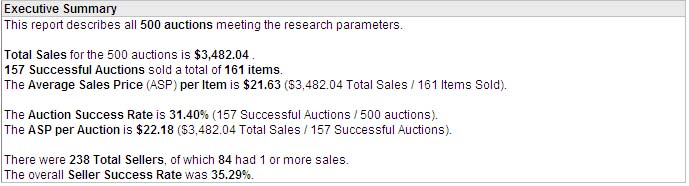 Executive Summary
This report describes all 500 auctions meeting the research parameters.
Total Sales for the 500 auctions is $3,482.04 .
157 Successful Auctions sold a total of 161 items.
The Average Sales Price (ASP) per Item is $21.63 ($3,482.04 Total Sales / 161 Items Sold).
The Auction Success Rate is 31.40% (157 Successful Auctions / 500 auctions).
The ASP per Auction is $22.18 ($3,482.04 Total Sales / 157 Successful Auctions).
There were 238 Total Sellers, of which 84 had 1 or more sales.
The overall Seller Success Rate was 35.29%.